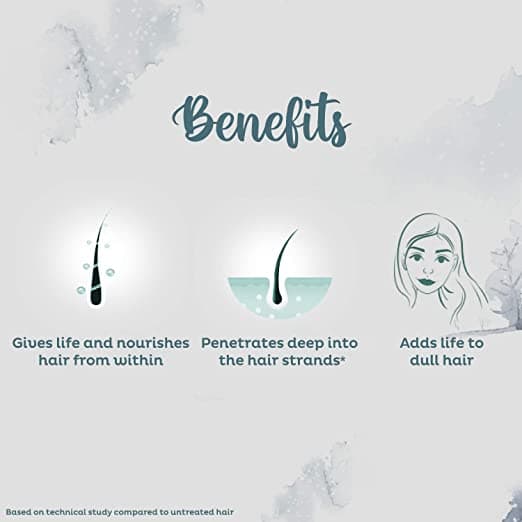 Benefits
Gives life and nourishes
hair from within
Penetrates deep into
the hair strands*
Adds life to
dull hair
Based on technical study compared to untreated hair